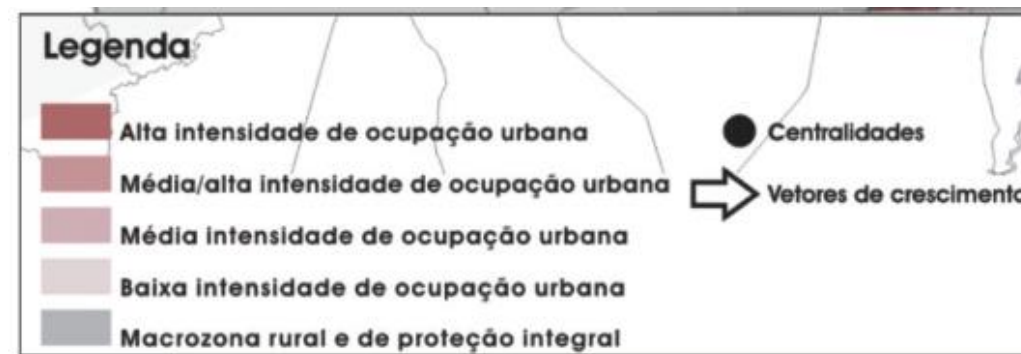 Legenda
Alta intensidade de ocupação urbana
Média/alta intensidade de ocupação urbana
Média intensidade de ocupação urbana
Baixa intensidade de ocupação urbana
Macrozona rural e de proteção integral
Centralidades
Vetores de crescimento